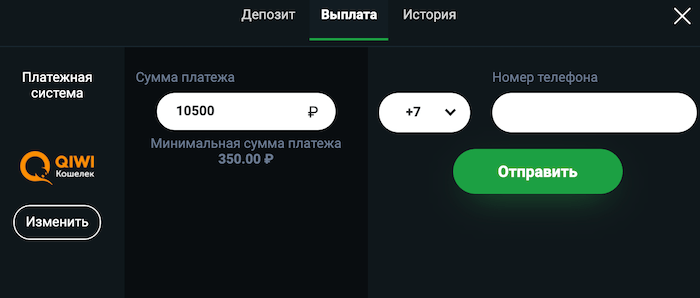 Депозит
Выплата
История
Платежная
система
QIWI
Кошелек
Изменить
Сумма платежа
10500 ₽
Минимальная сумма платежа
350.00 ₽
Номер телефона
+7
Отправить